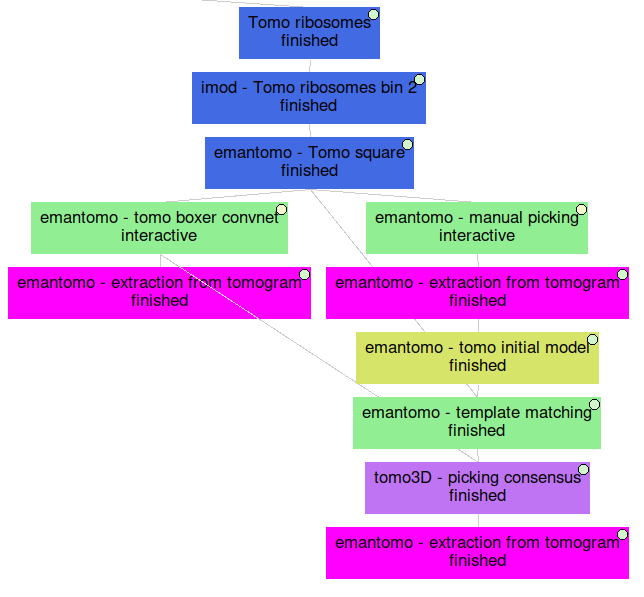 Tomo ribosomes
finished
imod - Tomo ribosomes bin 2
finished
emantomo - Tomo square
finished
emantomo - tomo boxer convnet
interactive
emantomo - manual picking
interactive
emantomo - extraction from tomogram
finished
emantomo - extraction from tomogram
finished
emantomo - tomo initial model
finished
emantomo - template matching
finished
tomo3D - picking consensus
finished
emantomo - extraction from tomogram
finished